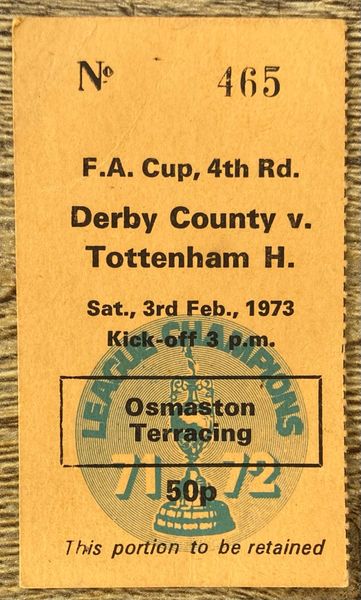 Nº 465
F.A. Cup, 4th Rd.
Derby County v.
Tottenham H.
Sat., 3rd Feb., 1973
Kick-off 3 p.m.
LEAGUE CHAMPIONS
Osmaston
Terracing
71 72
50p
This portion to be retained